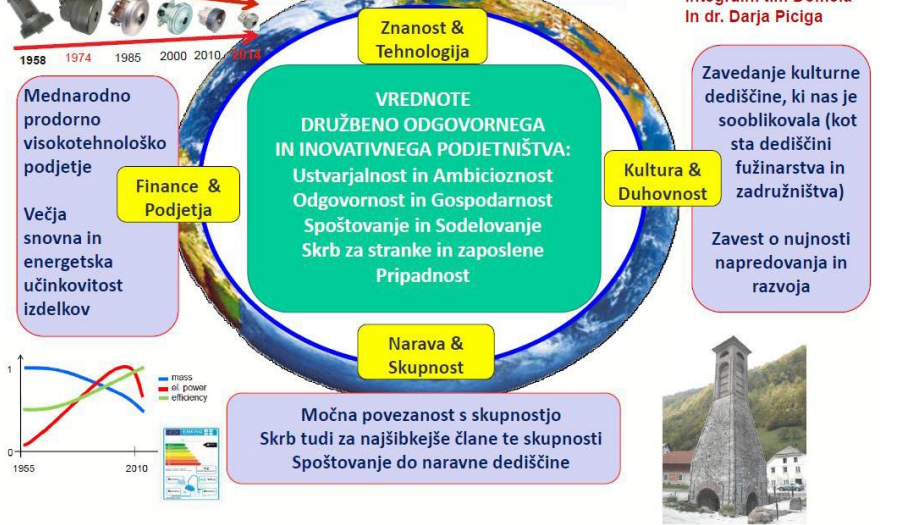 In dr. Darja Piciga
1958 1974 1985 2000 2010 2014
Znanost &
Tehnologija
Mednarodno
prodorno
visokotehnološko
podjetje
Večja
snovna in
energetska
učinkovitost
izdelkov
Finance &
Podjetja
VREDNOTE
DRUŽBENO ODGOVORNEGA
IN INOVATIVNEGA PODJETNIŠTVA:
Ustvarjalnost in Ambicioznost
Odgovornost in Gospodarnost
Spoštovanje in Sodelovanje
Skrb za stranke in zaposlene
Pripadnost
Kultura &
Duhovnost
Zavedanje kulturne
dediščine, ki nas je
sooblikovala (kot
sta dediščini
fužinarstva in
zadružništva)
Zavest o nujnosti
napredovanja in
razvoja
Narava &
Skupnost
1
0
1955
2010
mass
el. power
efficiency
Močna povezanost s skupnostjo
Skrb tudi za najšibkejše člane te skupnosti
Spoštovanje do naravne dediščine